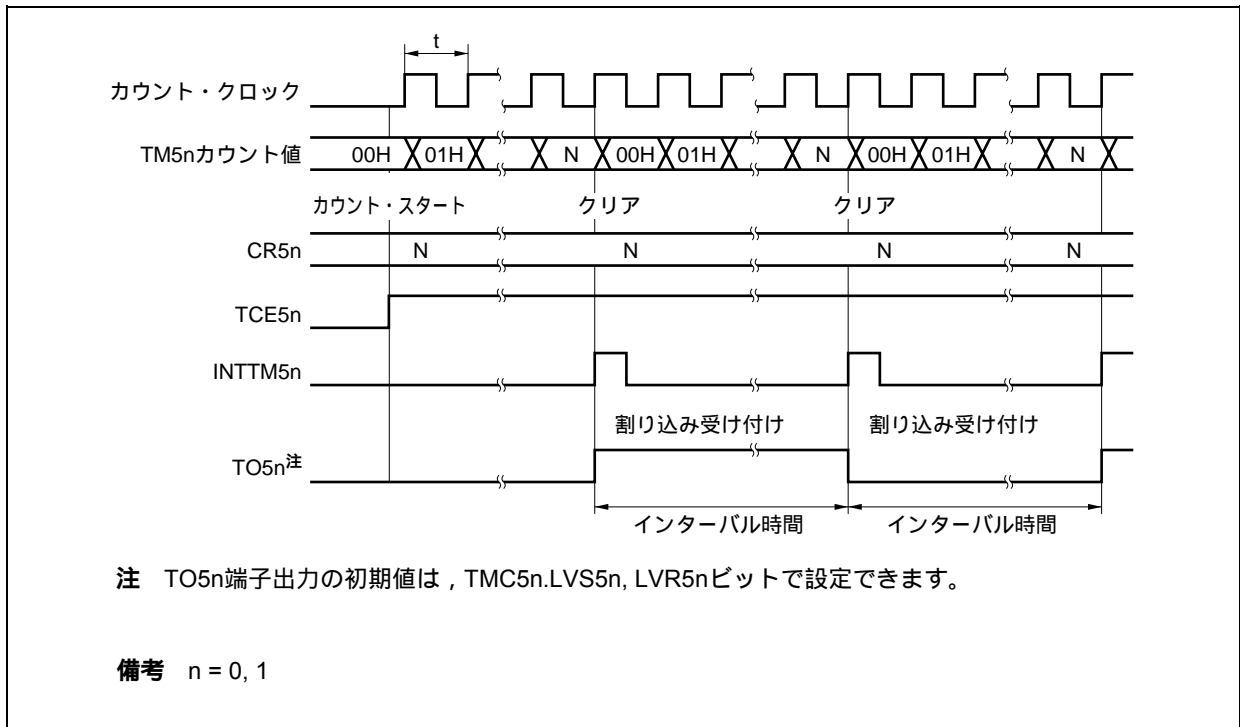 t
カウント・クロック
TM5nカウント値 00H 01H N 00H 01H N 00H 01H N
カウント・スタート クリア クリア
CR5n N N N N
TCE5n
INTTM5n
割り込み受け付け 割り込み受け付け
TO5n注
インターバル時間 インターバル時間
注 TO5n端子出力の初期値は，TMC5n.LVS5n, LVR5nビットで設定できます。
備考 n = 0, 1